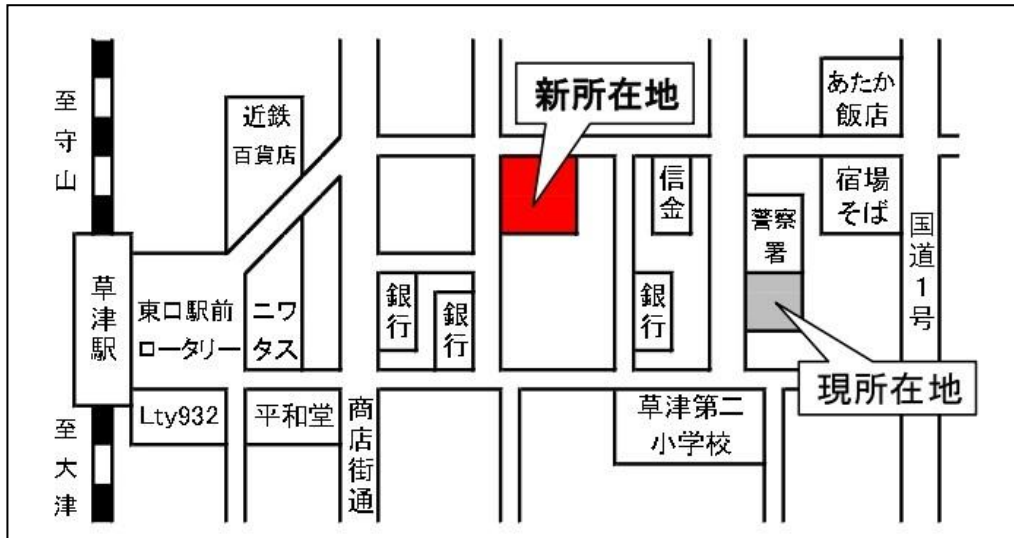 至守山
近鉄
百貨店
新所在地
あたか
飯店
信金
警察署
宿場
そば
国道1号
草津駅
東口駅前
ロータリー
ニワ
タス
銀行
銀行
銀行
現所在地
至大津
Lty932
平和堂
商店街通
草津第二
小学校